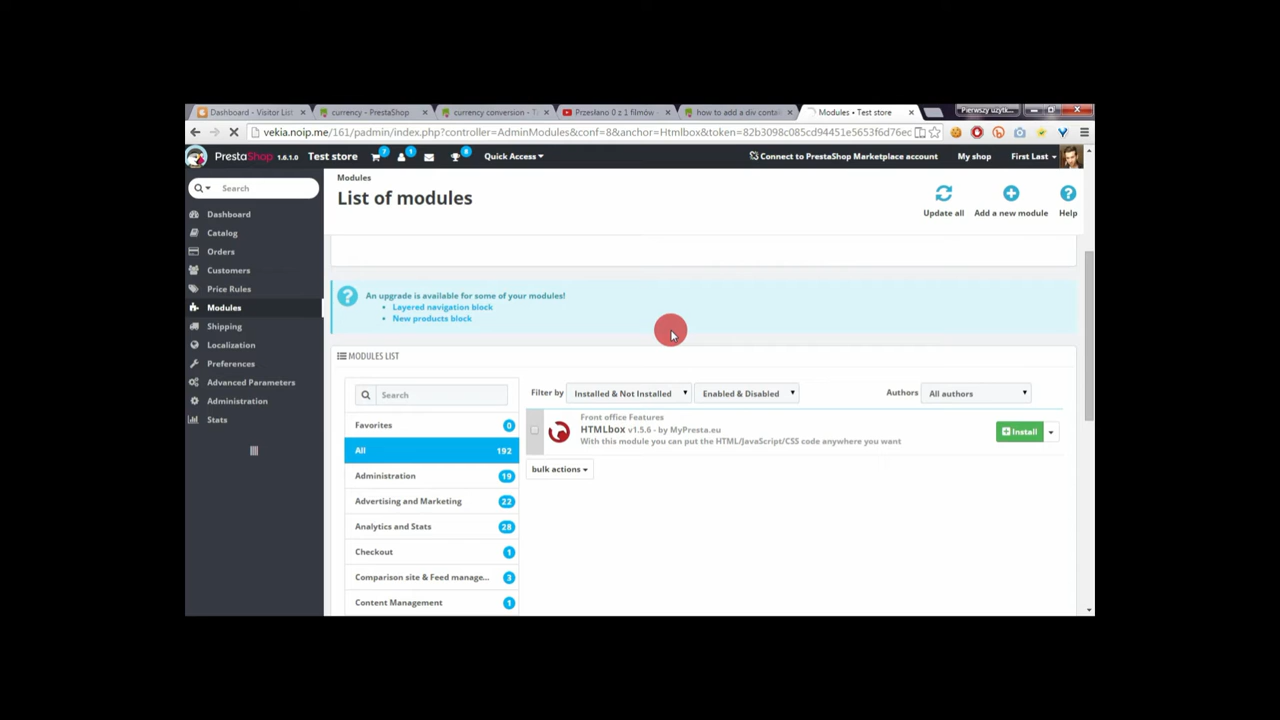 Dashboard - Visitor List
currency - PrestaShop
currency conversion - T
Przesłano 0 z 1 filmów
how to add a div conta
Modules • Test store
Pierwszy użytk...
vekia.noip.me/161/padmin/index.php?controller=AdminModules&conf=8&anchor=Htmlbox&token=82b3098c085cd94451e5653f6d76ec
PrestaShop 1.6.1.0
Test store
7
1
8
Quick Access
Connect to PrestaShop Marketplace account
My shop
First Last
Search
Dashboard
Catalog
Orders
Customers
Price Rules
Modules
Shipping
Localization
Preferences
Advanced Parameters
Administration
Stats
Modules
List of modules
Update all
Add a new module
Help
An upgrade is available for some of your modules!
Layered navigation block
New products block
MODULES LIST
Search
Favorites 0
All 192
Administration 19
Advertising and Marketing 22
Analytics and Stats 28
Checkout 1
Comparison site & Feed manage... 3
Content Management 1
Filter by
Installed & Not Installed
Enabled & Disabled
Authors
All authors
Front office Features
HTMLbox v1.5.6 - by MyPresta.eu
With this module you can put the HTML/JavaScript/CSS code anywhere you want
Install
bulk actions